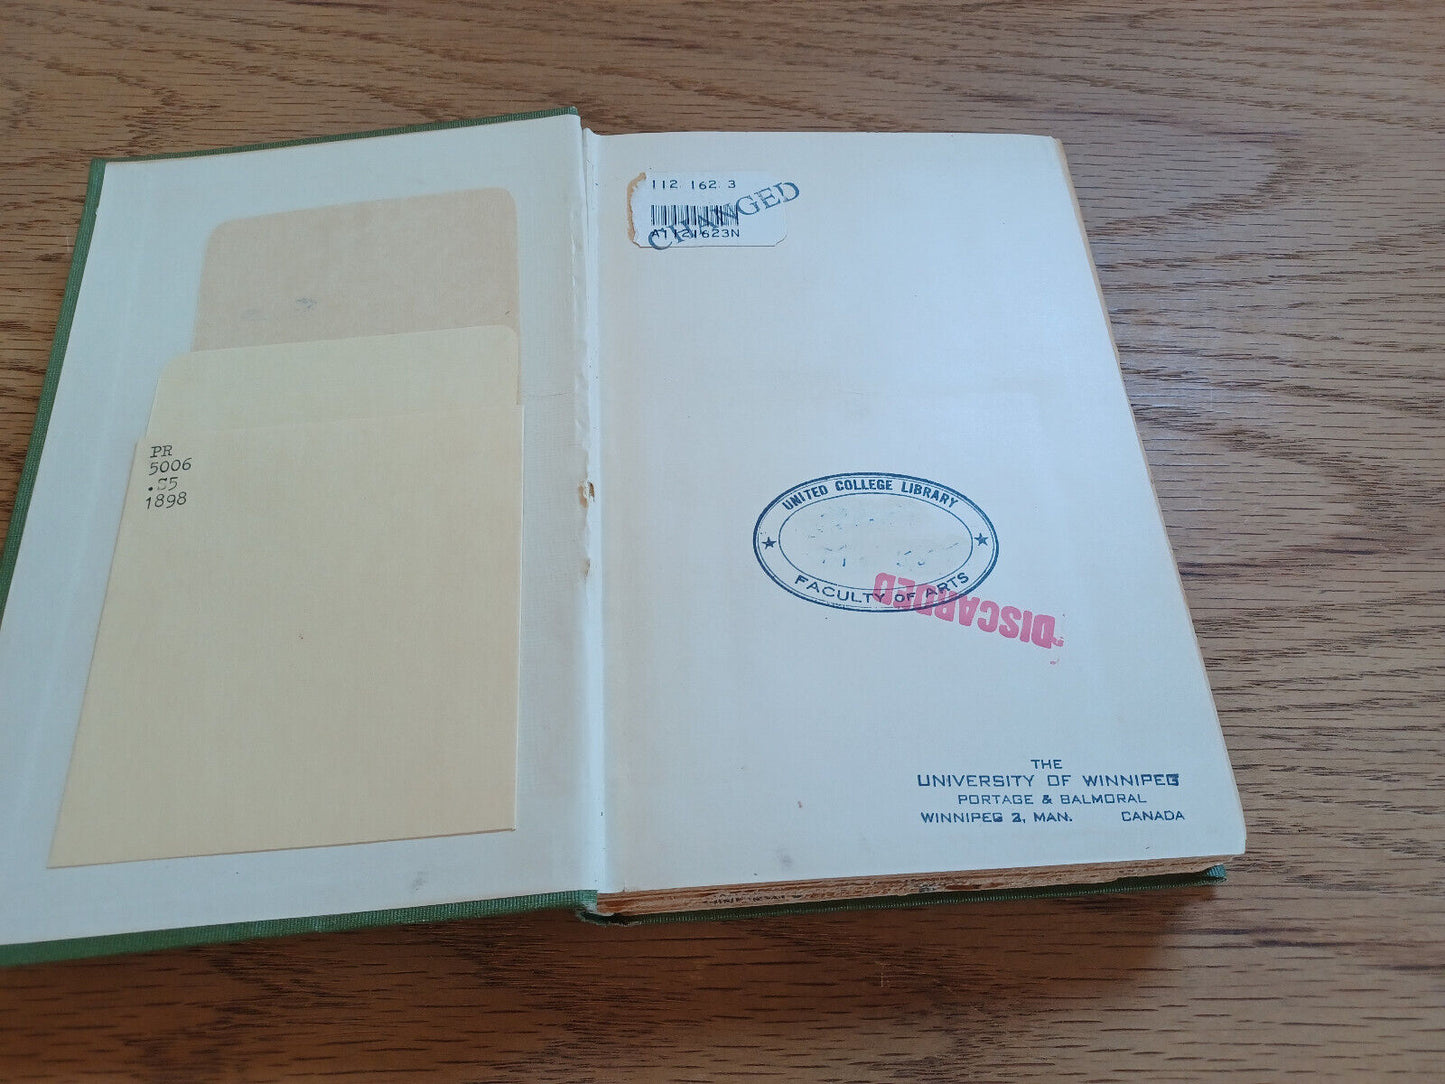 PR
5006
.S5
1898
112 162 3
A1121623N
CHANGED
UNITED COLLEGE LIBRARY
FACULTY OF ARTS
DISCARDED
THE
UNIVERSITY OF WINNIPEG
PORTAGE & BALMORAL
WINNIPEG 2, MAN. CANADA